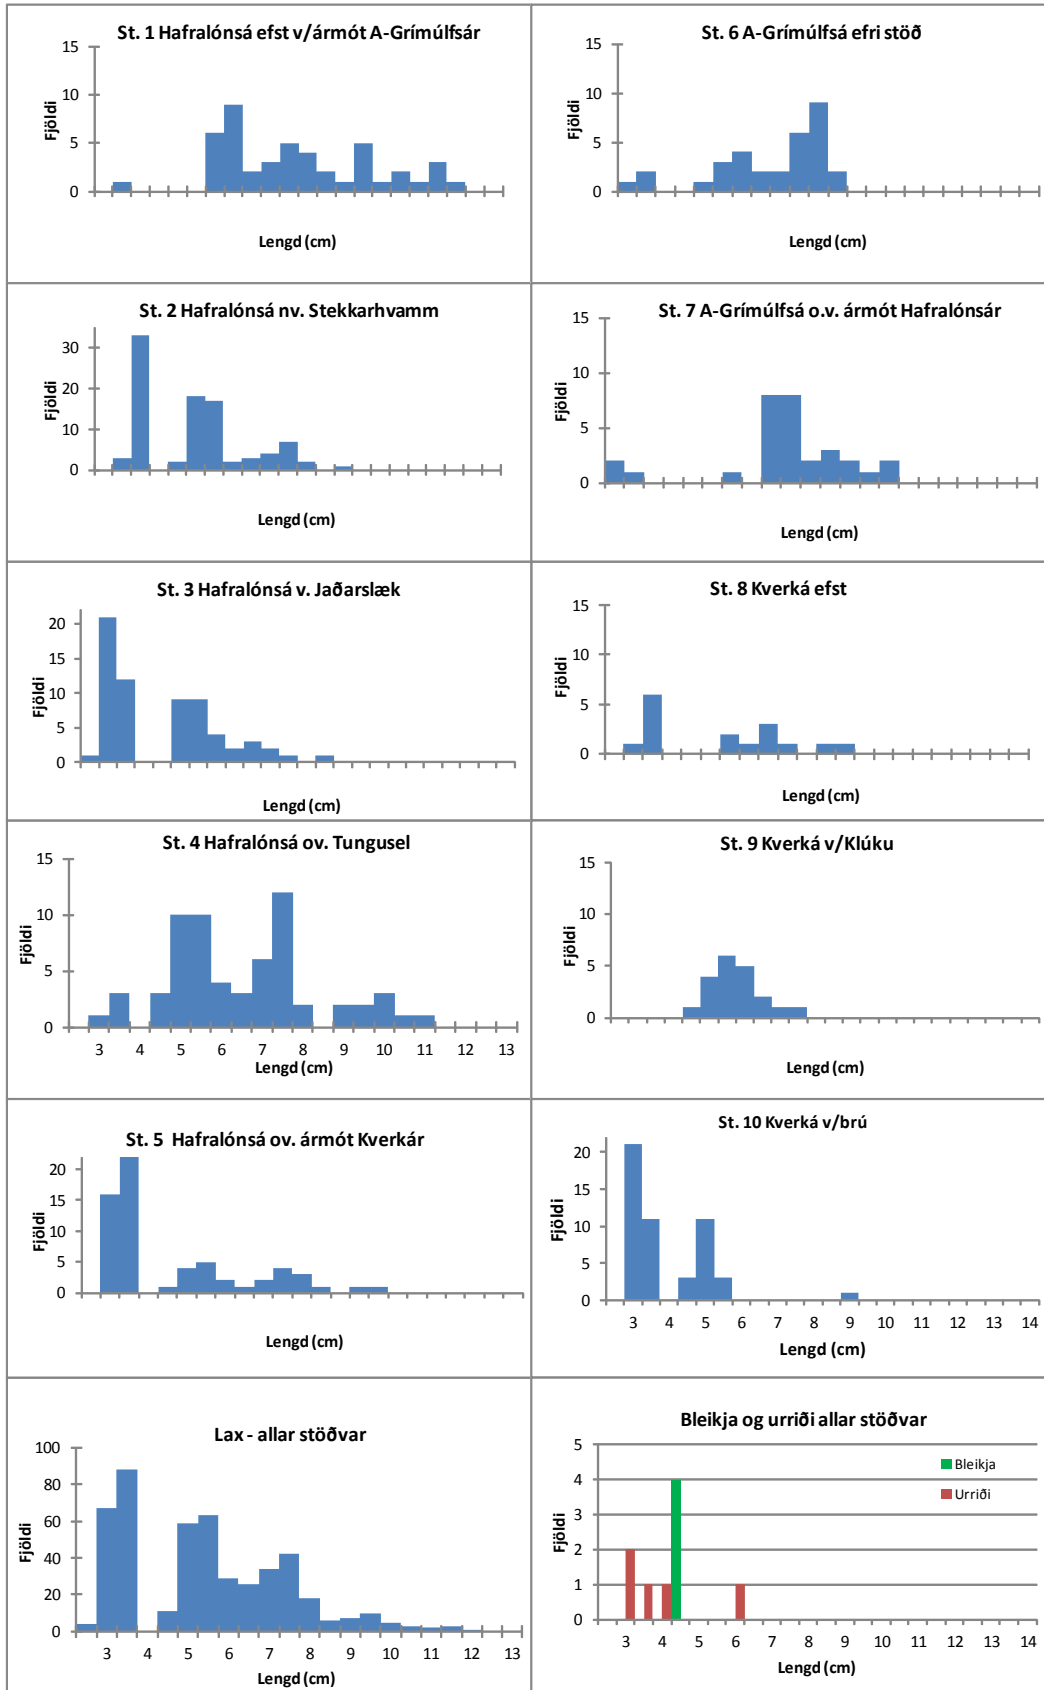 St. 1 Hafralónsá efst v/ármót A-Grímúlfsár
15
10
5
0
Fjöldi
Lengd (cm)
St. 6 A-Grímúlfsá efri stöð
15
10
5
0
Fjöldi
Lengd (cm)
St. 2 Hafralónsá nv. Stekkarhvamm
30
20
10
0
Fjöldi
Lengd (cm)
St. 7 A-Grímúlfsá o.v. ármót Hafralónsár
15
10
5
0
Fjöldi
Lengd (cm)
St. 3 Hafralónsá v. Jaðarslæk
20
15
10
5
0
Fjöldi
Lengd (cm)
St. 8 Kverká efst
15
10
5
0
Fjöldi
Lengd (cm)
St. 4 Hafralónsá ov. Tungusel
15
10
5
0
Fjöldi
3 4 5 6 7 8 9 10 11 12 13
Lengd (cm)
St. 9 Kverká v/Klúku
15
10
5
0
Fjöldi
Lengd (cm)
St. 5 Hafralónsá ov. ármót Kverkár
20
15
10
5
0
Fjöldi
Lengd (cm)
St. 10 Kverká v/brú
20
15
10
5
0
Fjöldi
3 4 5 6 7 8 9 10 11 12 13 14
Lengd (cm)
Lax - allar stöðvar
100
80
60
40
20
0
Fjöldi
3 4 5 6 7 8 9 10 11 12 13
Lengd (cm)
Bleikja og urriði allar stöðvar
5
4
3
2
1
0
Fjöldi
Bleikja
Urriði
3 4 5 6 7 8 9 10 11 12 13 14
Lengd (cm)